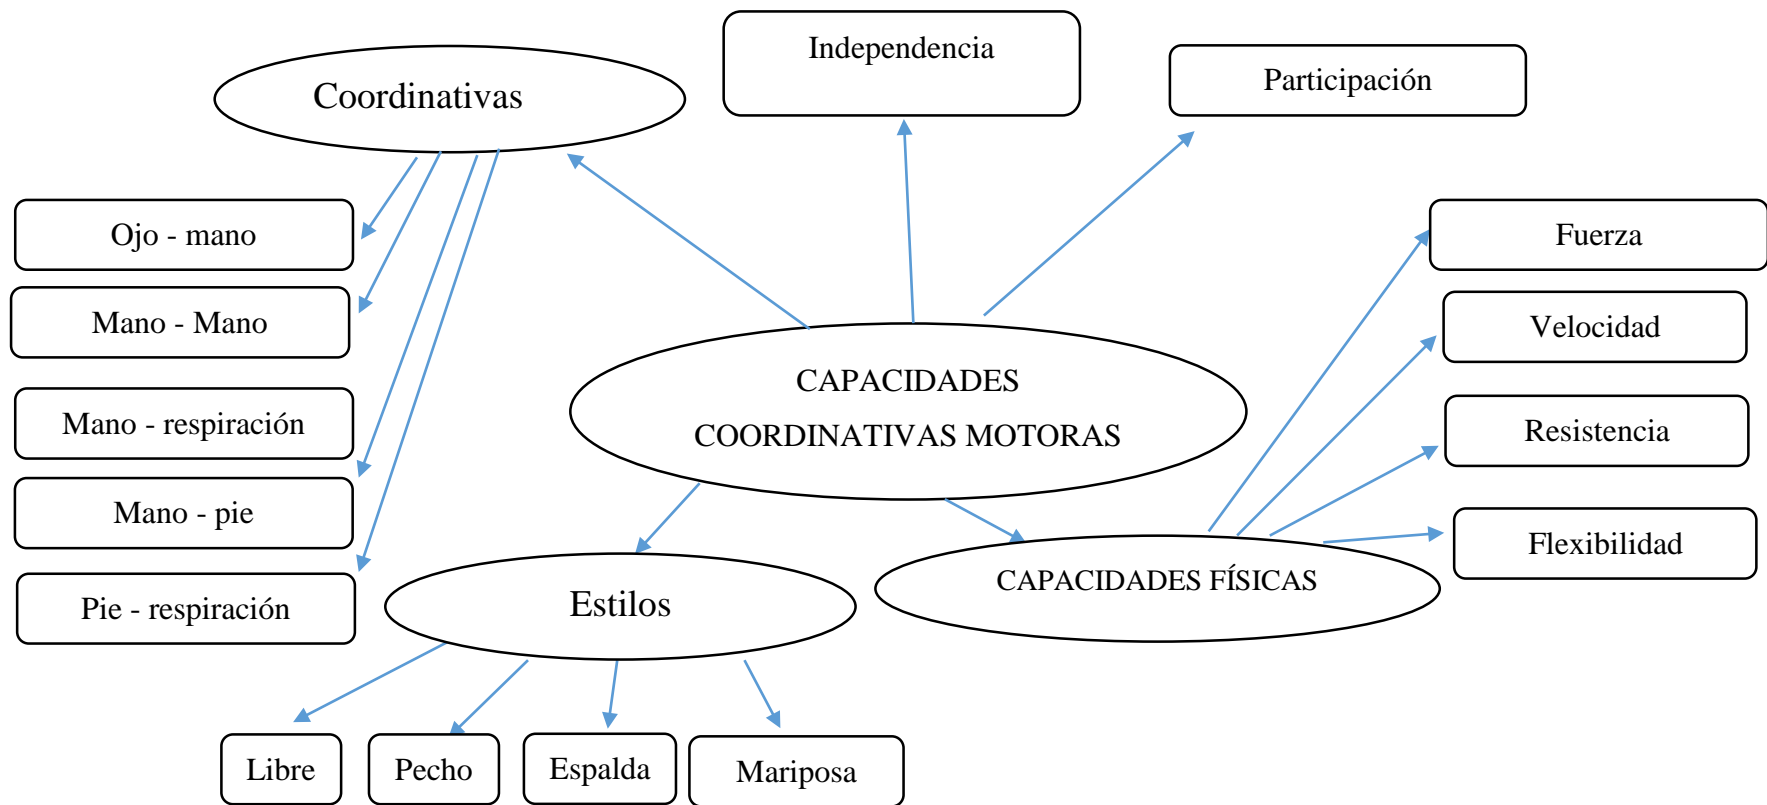 Independencia
Participación
Coordinativas
Ojo - mano
Mano - Mano
Mano - respiración
Mano - pie
Pie - respiración
CAPACIDADES
COORDINATIVAS MOTORAS
Fuerza
Velocidad
Resistencia
Flexibilidad
CAPACIDADES FÍSICAS
Estilos
Libre
Pecho
Espalda
Mariposa